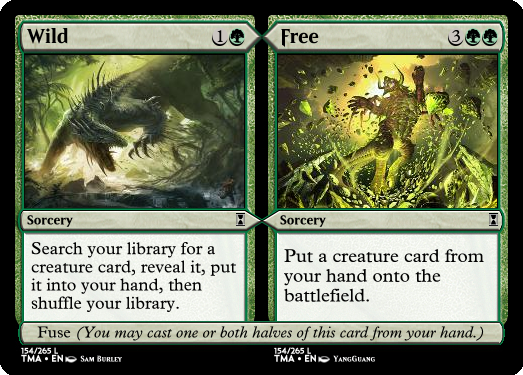 Wild 1
Sorcery
Search your library for a
creature card, reveal it, put
it into your hand, then
shuffle your library.
Free 3
Sorcery
Put a creature card from
your hand onto the
battlefield.
Fuse (You may cast one or both halves of this card from your hand.)
154/265 L
TMA • EN SAM BURLEY
154/265 L
TMA • EN YANGGUANG